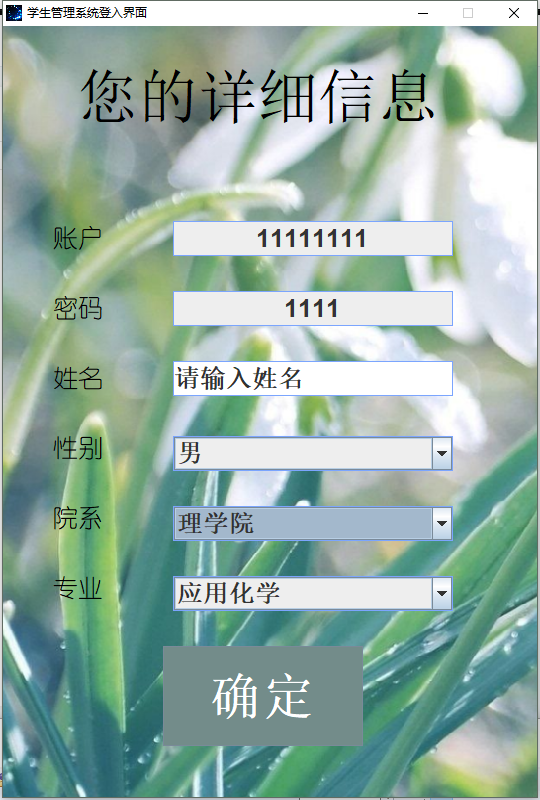 学生管理系统登入界面
您的详细信息
账户 11111111
密码 1111
姓名 请输入姓名
性别 男
院系 理学院
专业 应用化学
确定